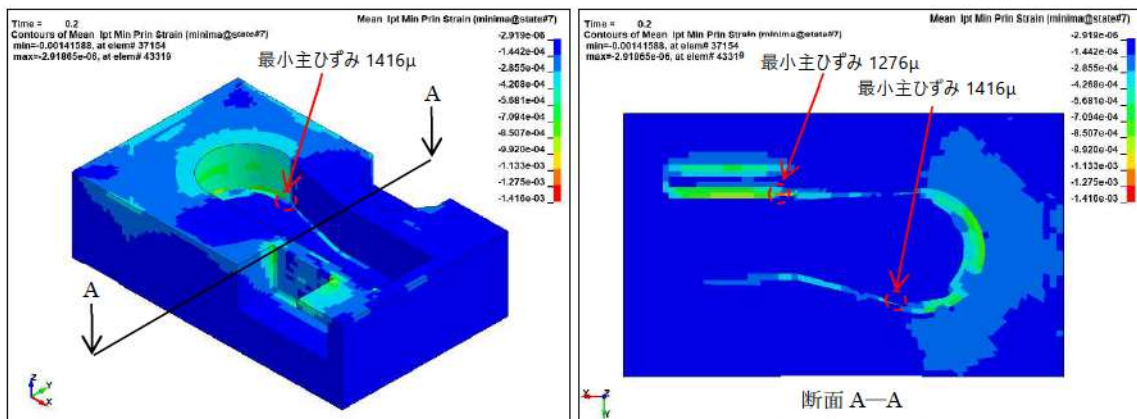 Time = 0.2
Contours of Mean Ipt Min Prin Strain (minima@state#7)
min=-0.00141588, at elem# 37154
max=-2.91865e-06, at elem# 43319
Mean Ipt Min Prin Strain (minima@state#7)
-2.919e-06
-1.442e-04
-2.855e-04
-4.268e-04
-5.681e-04
-7.094e-04
-8.507e-04
-9.920e-04
-1.133e-03
-1.275e-03
-1.416e-03
最小主ひずみ 1416μ
A
A
Z
Y
X
Time = 0.2
Contours of Mean Ipt Min Prin Strain (minima@state#7)
min=-0.00141588, at elem# 37154
max=-2.91865e-06, at elem# 43319
Mean Ipt Min Prin Strain (minima@state#7)
-2.919e-06
-1.442e-04
-2.855e-04
-4.268e-04
-5.681e-04
-7.094e-04
-8.507e-04
-9.920e-04
-1.133e-03
-1.275e-03
-1.416e-03
最小主ひずみ 1276μ
最小主ひずみ 1416μ
X
Z
Y
断面 A―A